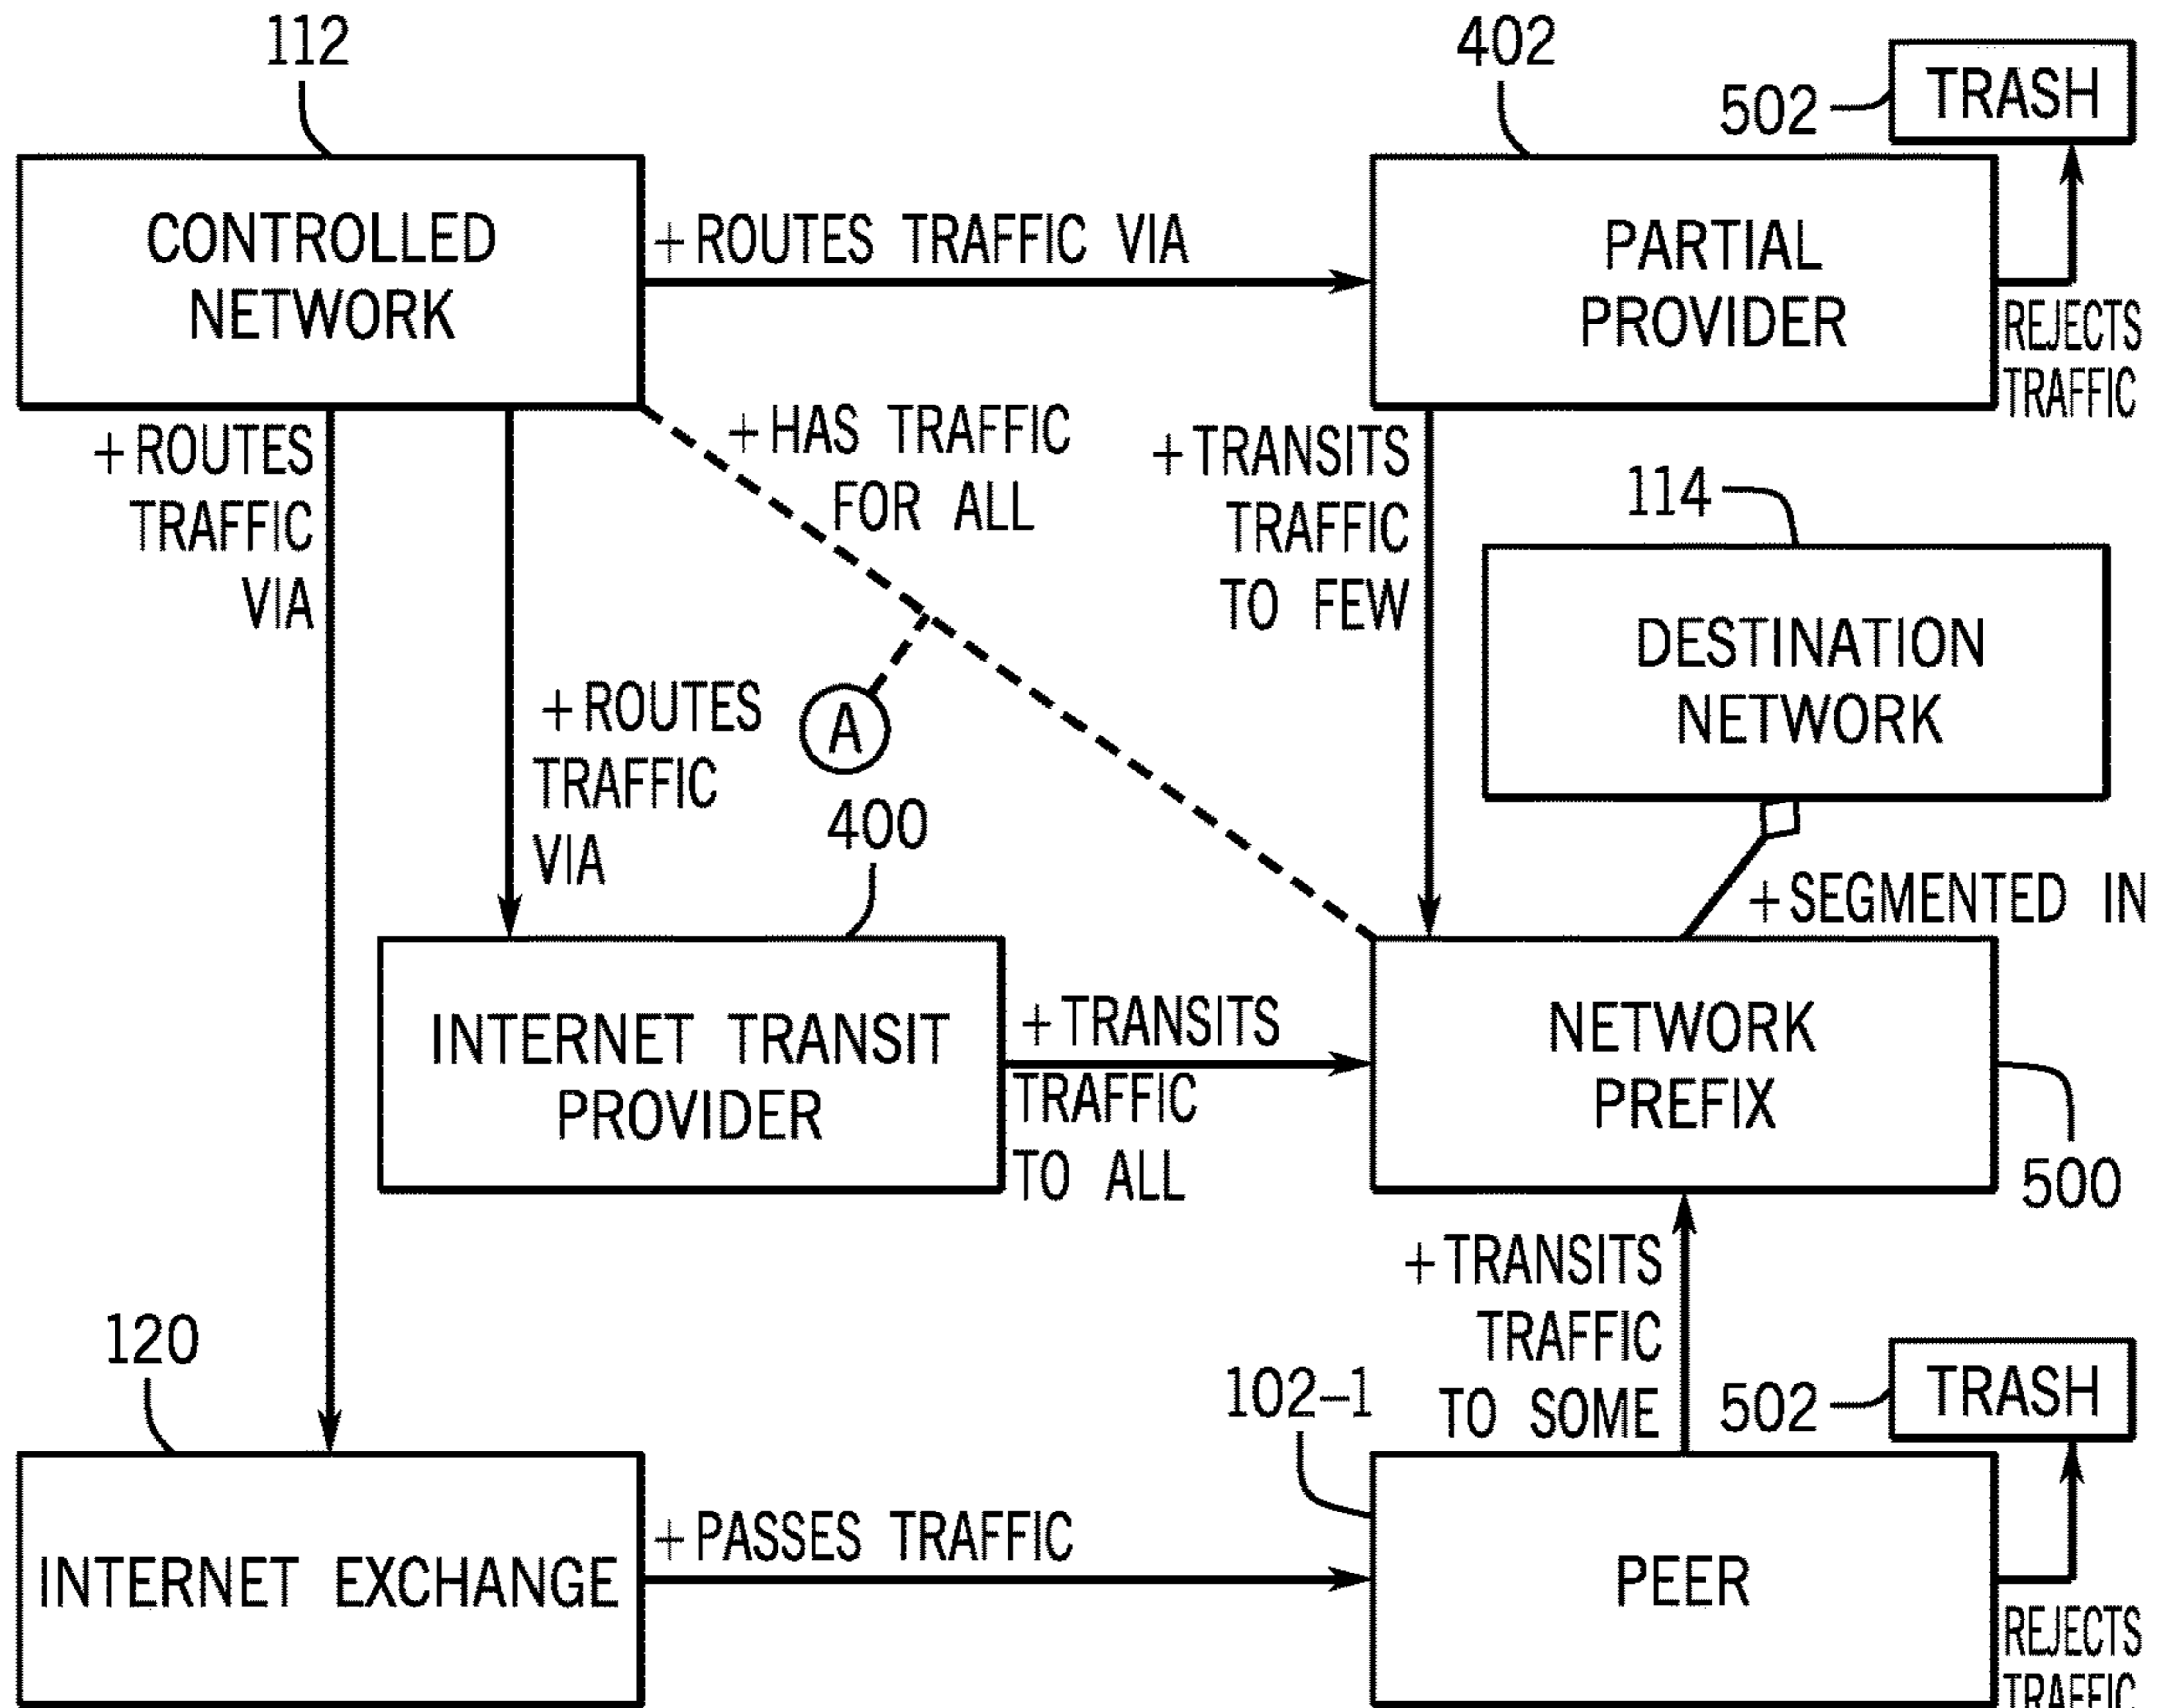 112
402
502
TRASH
CONTROLLED
NETWORK
+ROUTES TRAFFIC VIA
PARTIAL
PROVIDER
REJECTS
TRAFFIC
+ROUTES
TRAFFIC
VIA
+HAS TRAFFIC
FOR ALL
+TRANSITS
TRAFFIC
TO FEW
114
DESTINATION
NETWORK
+ROUTES
TRAFFIC
VIA
A
400
+SEGMENTED IN
INTERNET TRANSIT
PROVIDER
+TRANSITS
TRAFFIC
TO ALL
NETWORK
PREFIX
500
+TRANSITS
TRAFFIC
TO SOME
120
102-1
502
TRASH
INTERNET EXCHANGE
+PASSES TRAFFIC
PEER
REJECTS
TRAFFIC